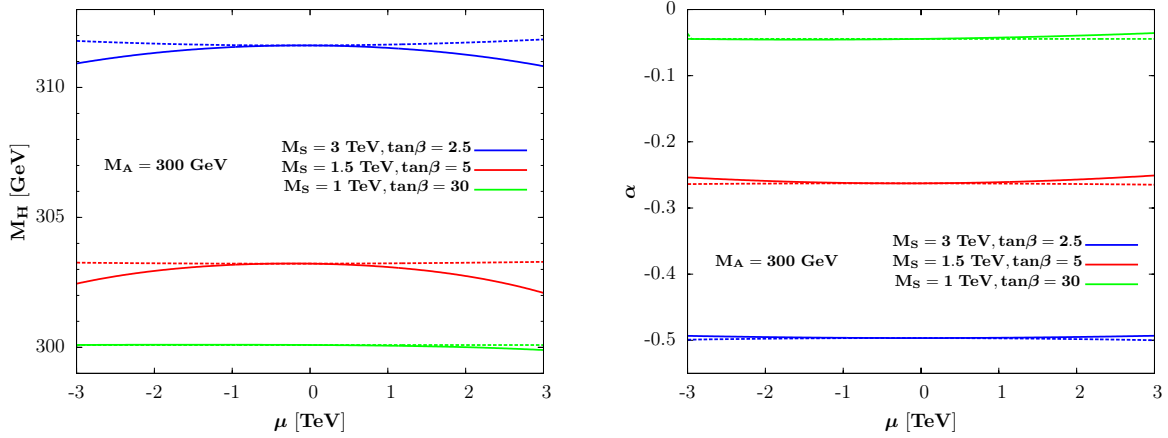 M_H [GeV]
310
305
300
M_A = 300 GeV
M_S = 3 TeV, tanβ = 2.5
M_S = 1.5 TeV, tanβ = 5
M_S = 1 TeV, tanβ = 30
-3 -2 -1 0 1 2 3
μ [TeV]
α
0
-0.1
-0.2
-0.3
-0.4
-0.5
M_S = 3 TeV, tanβ = 2.5
M_A = 300 GeV
M_S = 1.5 TeV, tanβ = 5
M_S = 1 TeV, tanβ = 30
-3 -2 -1 0 1 2 3
μ [TeV]